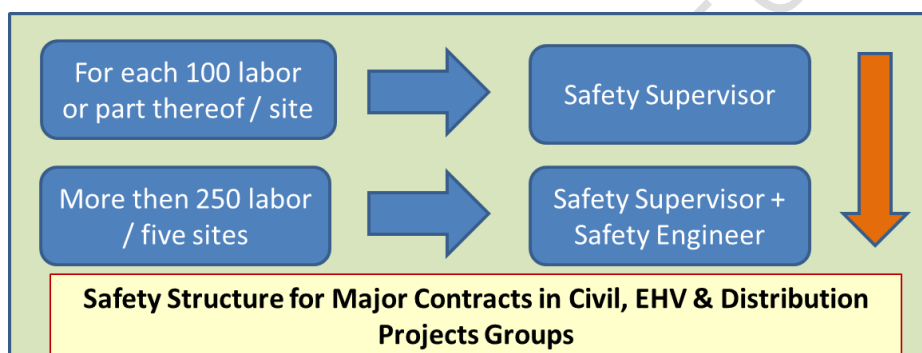 For each 100 labor
or part thereof / site
Safety Supervisor
More then 250 labor
/ five sites
Safety Supervisor +
Safety Engineer
Safety Structure for Major Contracts in Civil, EHV & Distribution
Projects Groups